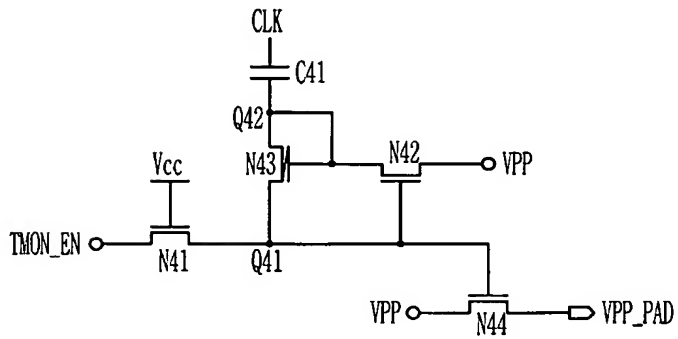 CLK
C41
Q42
N43
N42
VPP
Vcc
TMON_EN
N41
Q41
VPP
N44
VPP_PAD